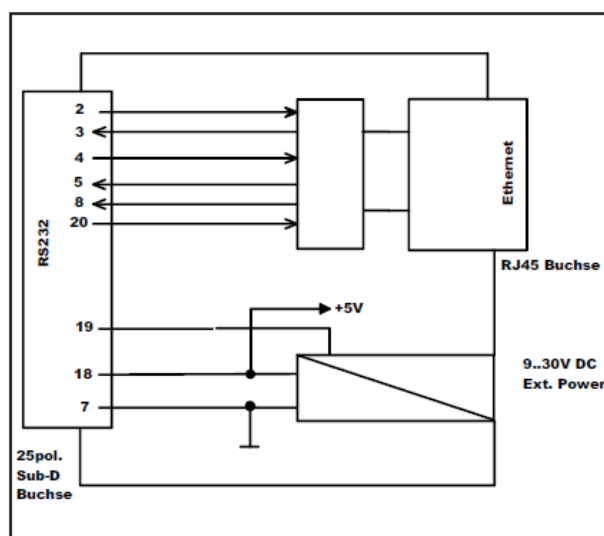 2
3
4
5
8
20
RS232
Ethernet
RJ45 Buchse
+5V
19
18
7
9..30V DC
Ext. Power
25pol.
Sub-D
Buchse